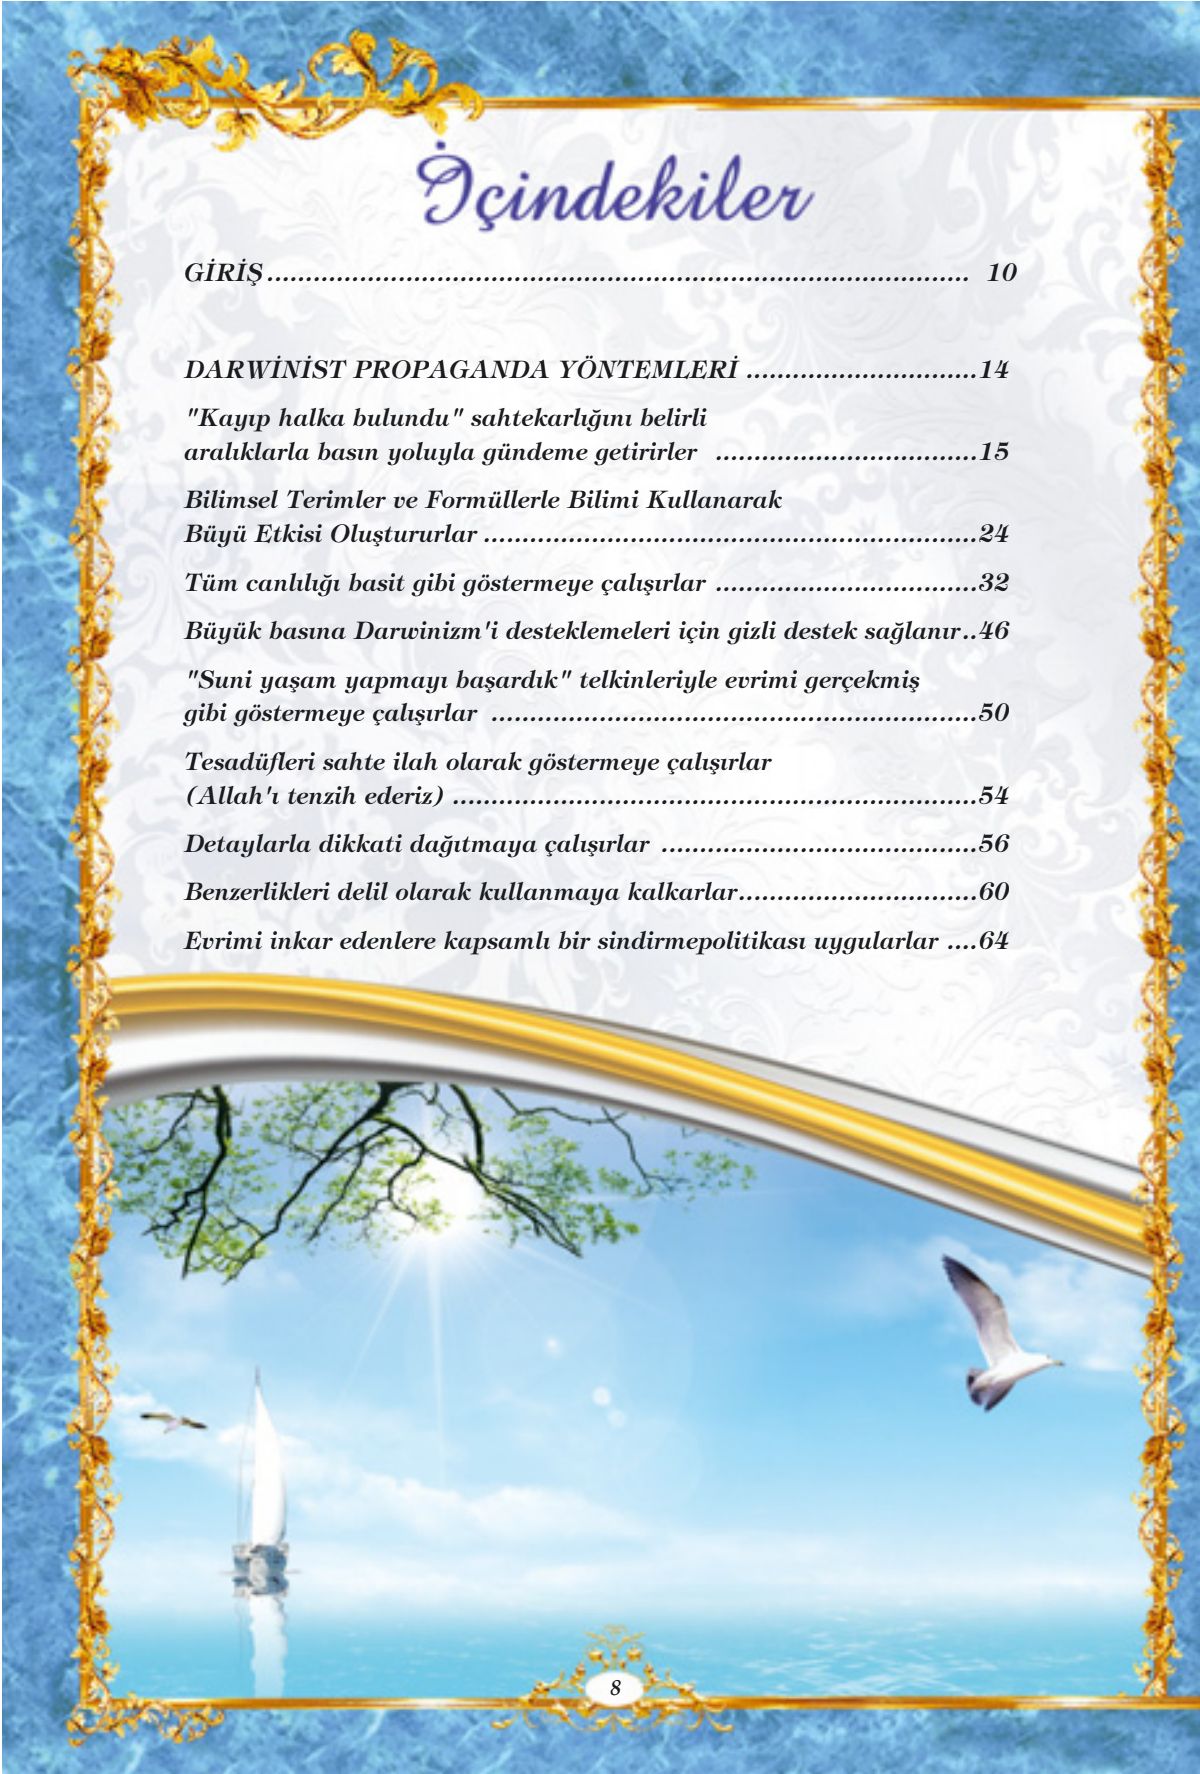 İçindekiler
GİRİŞ........................................................................................... 10
DARWİNİST PROPAGANDA YÖNTEMLERİ ..............................14
"Kayıp halka bulundu" sahtekarlığını belirli
aralıklarla basın yoluyla gündeme getirirler ..................................15
Bilimsel Terimler ve Formüllerle Bilimi Kullanarak
Büyü Etkisi Oluştururlar ................................................................24
Tüm canlılığı basit gibi göstermeye çalışırlar ..................................32
Büyük basına Darwinizm'i desteklemeleri için gizli destek sağlanır..46
"Suni yaşam yapmayı başardık" telkinleriyle evrimi gerçekmiş
gibi göstermeye çalışırlar ...............................................................50
Tesadüfleri sahte ilah olarak göstermeye çalışırlar
(Allah'ı tenzih ederiz) ....................................................................54
Detaylarla dikkati dağıtmaya çalışırlar .........................................56
Benzerlikleri delil olarak kullanmaya kalkarlar...............................60
Evrimi inkar edenlere kapsamlı bir sindirmepolitikası uygularlar ....64
8